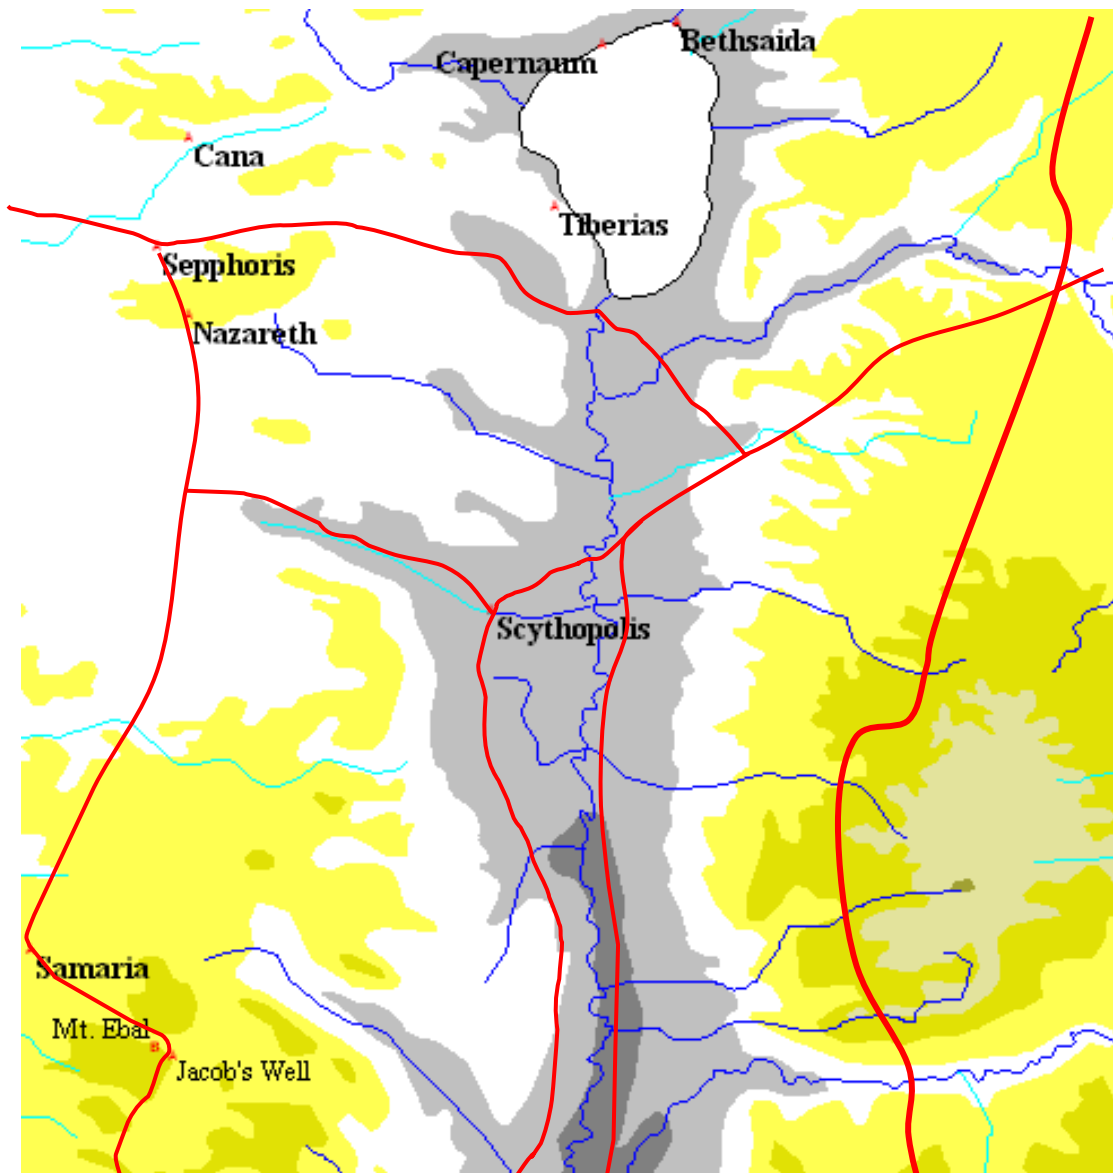 Bethsaida
Capernaum
Cana
Tiberias
Sepphoris
Nazareth
Scythopolis
Samaria
Mt. Ebal
Jacob's Well